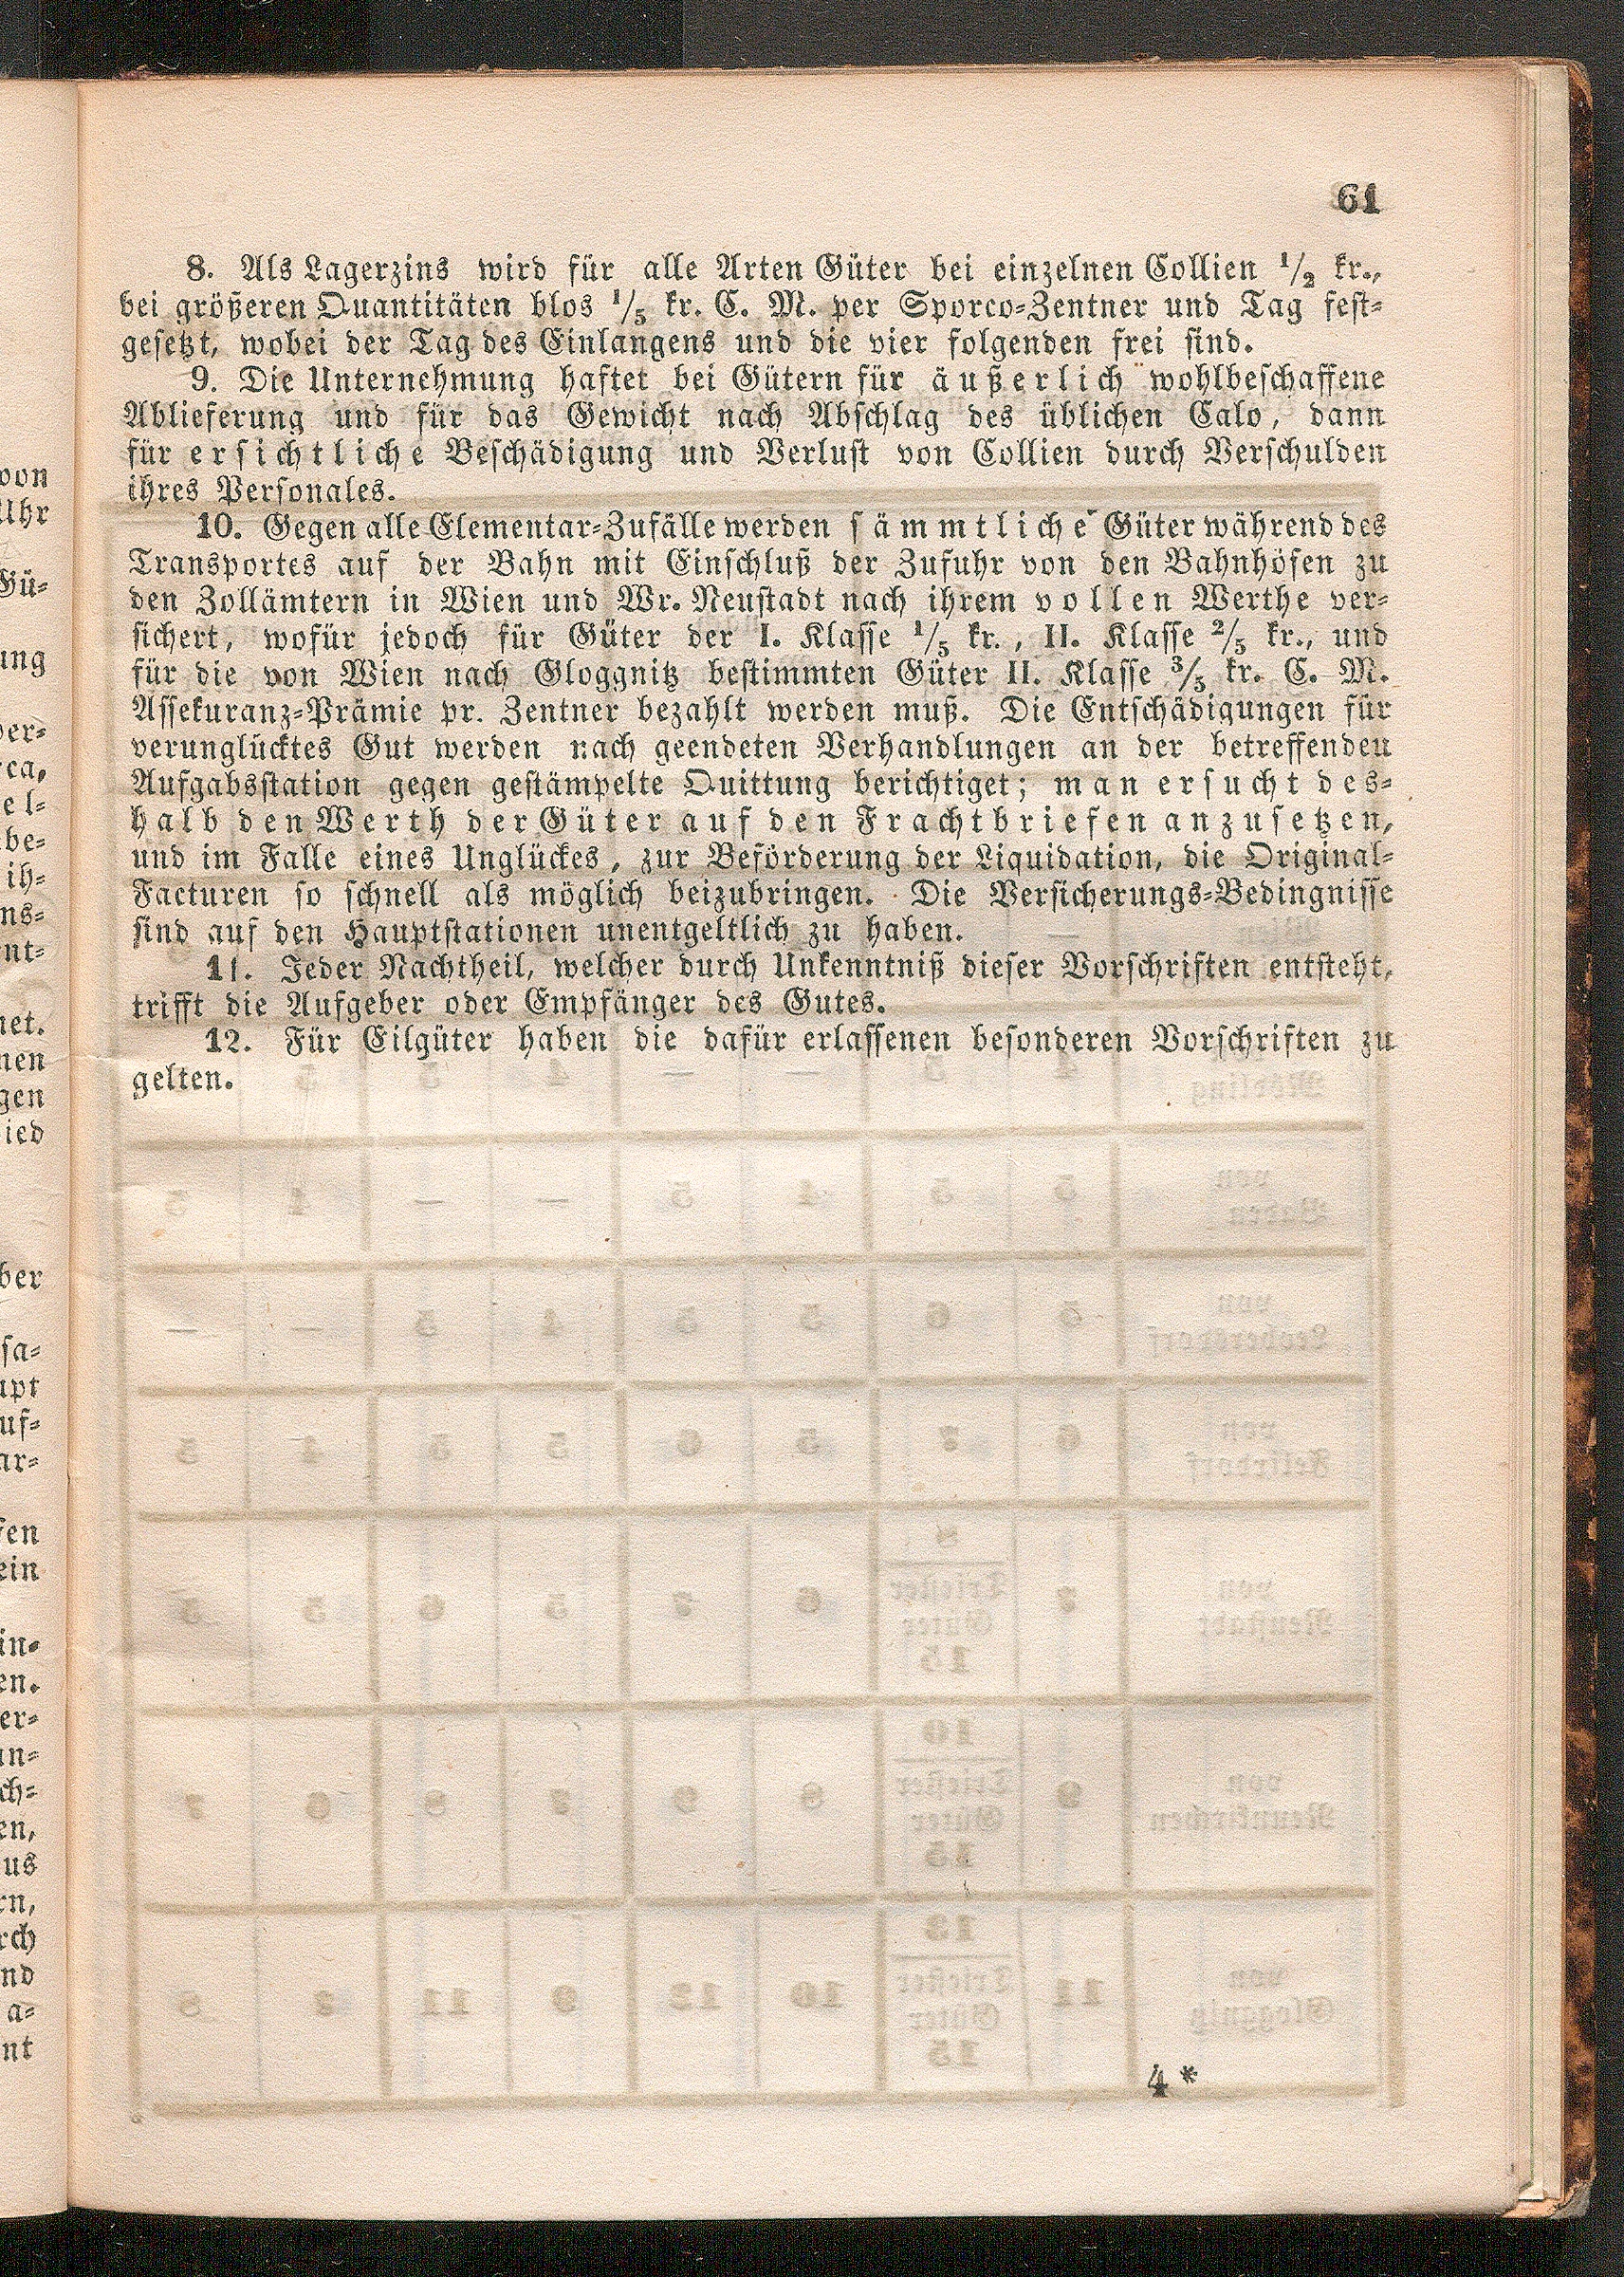 61
8. Als Lagerzins wird für alle Arten Güter bei einzelnen Collien 1/2 kr.,
bei größeren Quantitäten blos 1/5 kr. C. M. per Sporco-Zentner und Tag fest-
gesetzt, wobei der Tag des Einlangens und die vier folgenden frei sind.
9. Die Unternehmung haftet bei Gütern für äußerlich wohlbeschaffene
Ablieferung und für das Gewicht nach Abschlag des üblichen Calo, dann
für ersichtliche Beschädigung und Verlust von Collien durch Verschulden
ihres Personales.
10. Gegen alle Elementar-Zufälle werden sämmtliche Güter während des
Transportes auf der Bahn mit Einschluß der Zufuhr von den Bahnhöfen zu
den Zollämtern in Wien und Wr. Neustadt nach ihrem vollen Werthe ver-
sichert, wofür jedoch für Güter der I. Klasse 1/5 kr., II. Klasse 2/5 kr., und
für die von Wien nach Gloggnitz bestimmten Güter II. Klasse 3/5 kr. C. M.
Assekuranz-Prämie pr. Zentner bezahlt werden muß. Die Entschädigungen für
verunglücktes Gut werden nach geendeten Verhandlungen an der betreffenden
Aufgabsstation gegen gestämpelte Quittung berichtiget; man ersucht des-
halb den Werth der Güter auf den Frachtbriefen anzusetzen,
und im Falle eines Unglückes, zur Beförderung der Liquidation, die Original-
Facturen so schnell als möglich beizubringen. Die Versicherungs-Bedingnisse
sind auf den Hauptstationen unentgeltlich zu haben.
11. Jeder Nachtheil, welcher durch Unkenntniß dieser Vorschriften entsteht,
trifft die Aufgeber oder Empfänger des Gutes.
12. Für Eilgüter haben die dafür erlassenen besonderen Vorschriften zu
gelten.
4*